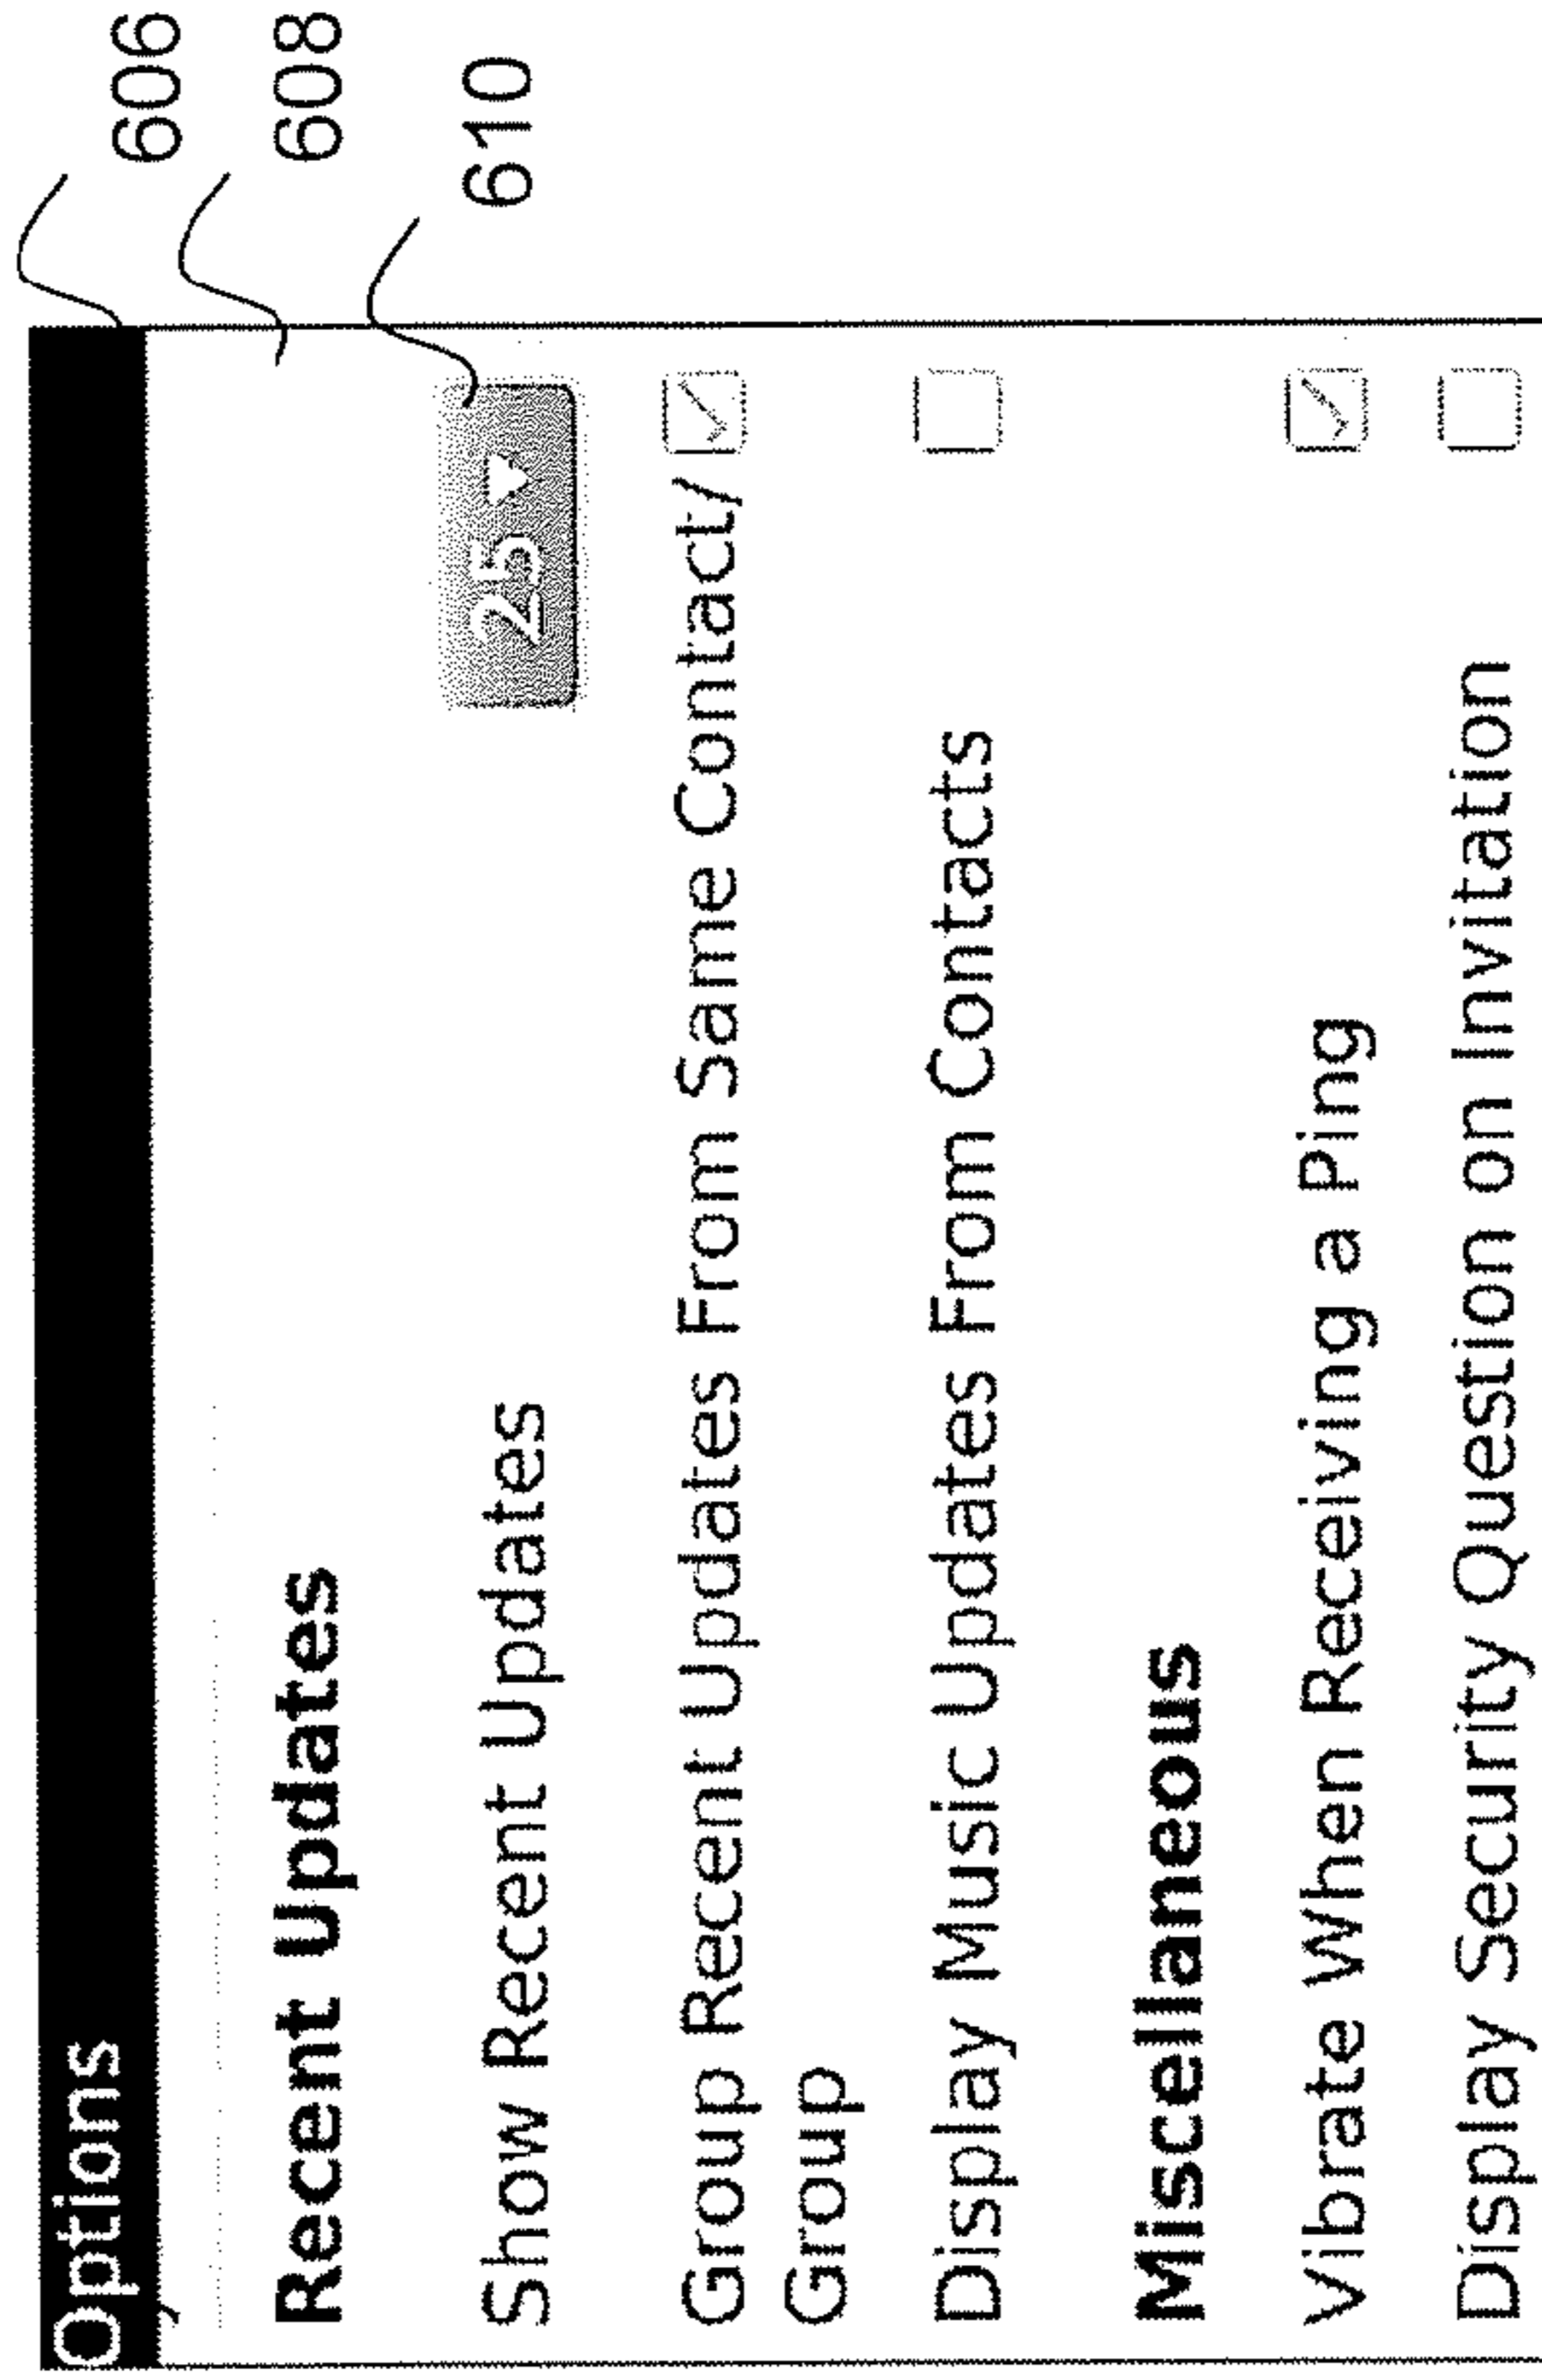 606
Options
608
Recent Updates
610
Show Recent Updates 25
Group Recent Updates From Same Contact/
Group
Display Music Updates From Contacts
Miscellaneous
Vibrate When Receiving a Ping
Display Security Question on Invitation